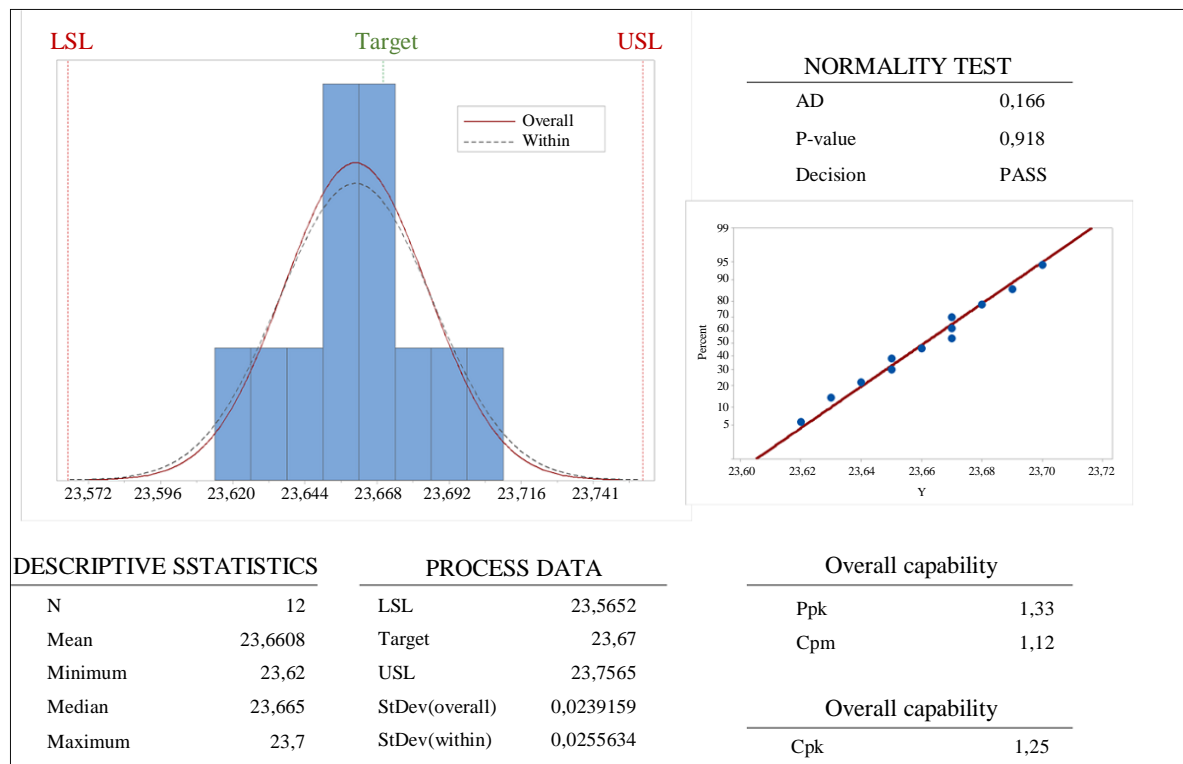 LSL Target USL
Overall
Within
23,572 23,596 23,620 23,644 23,668 23,692 23,716 23,741
NORMALITY TEST
AD 0,166
P-value 0,918
Decision PASS
99
95
90
80
70
60
50
40
30
20
10
5
Percent
23,60 23,62 23,64 23,66 23,68 23,70 23,72
Y
DESCRIPTIVE SSTATISTICS
N 12
Mean 23,6608
Minimum 23,62
Median 23,665
Maximum 23,7
PROCESS DATA
LSL 23,5652
Target 23,67
USL 23,7565
StDev(overall) 0,0239159
StDev(within) 0,0255634
Overall capability
Ppk 1,33
Cpm 1,12
Overall capability
Cpk 1,25